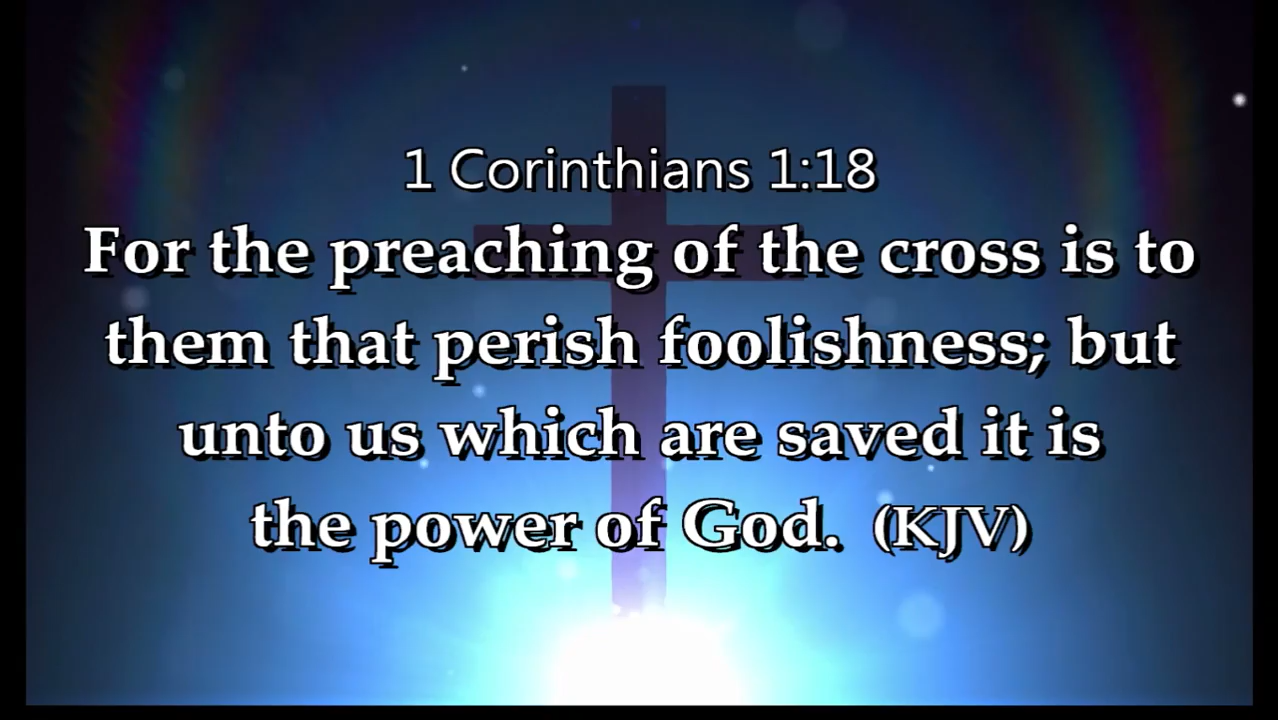 1 Corinthians 1:18
For the preaching of the cross is to
them that perish foolishness; but
unto us which are saved it is
the power of God. (KJV)